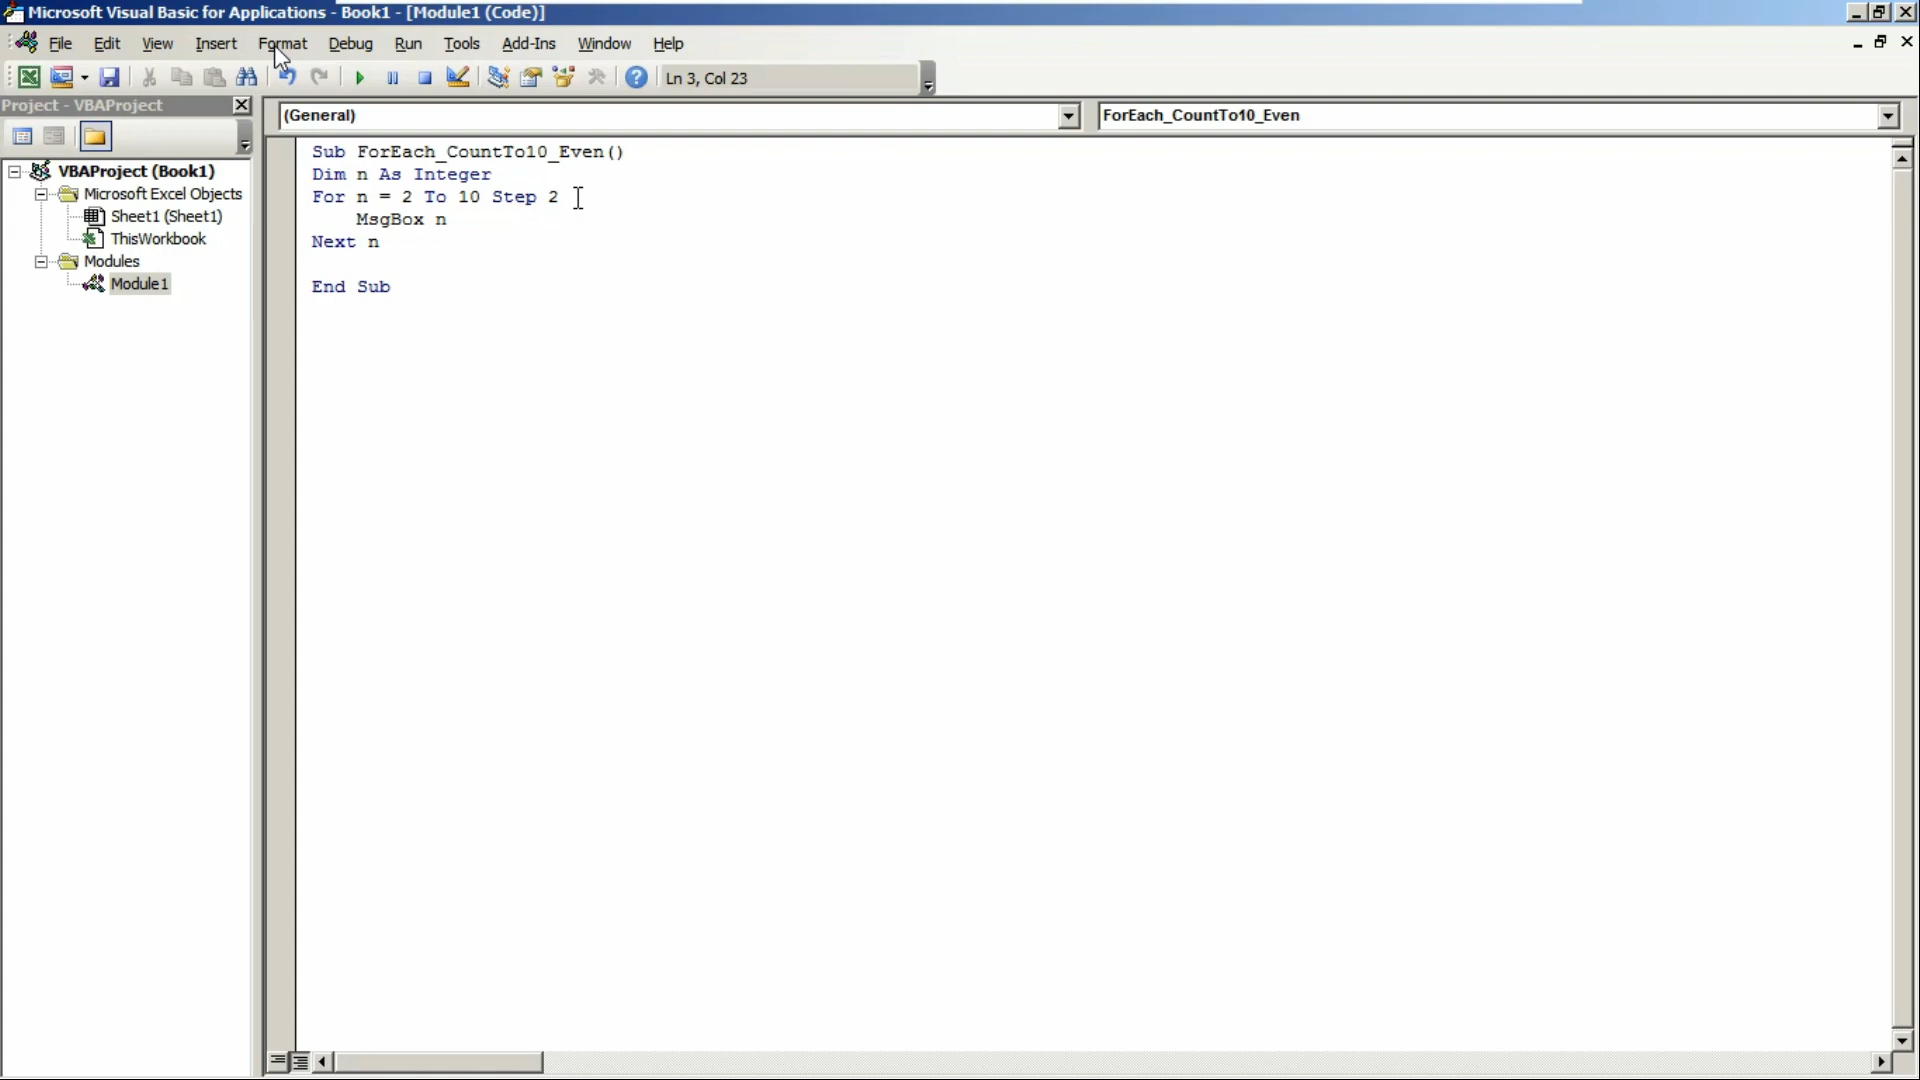 Microsoft Visual Basic for Applications - Book1 - [Module1 (Code)]
File Edit View Insert Format Debug Run Tools Add-Ins Window Help
Ln 3, Col 23
Project - VBAProject
(General)
ForEach_CountTo10_Even
VBAProject (Book1)
Microsoft Excel Objects
Sheet1 (Sheet1)
ThisWorkbook
Modules
Module1
Sub ForEach_CountTo10_Even()
Dim n As Integer
For n = 2 To 10 Step 2
MsgBox n
Next n
End Sub